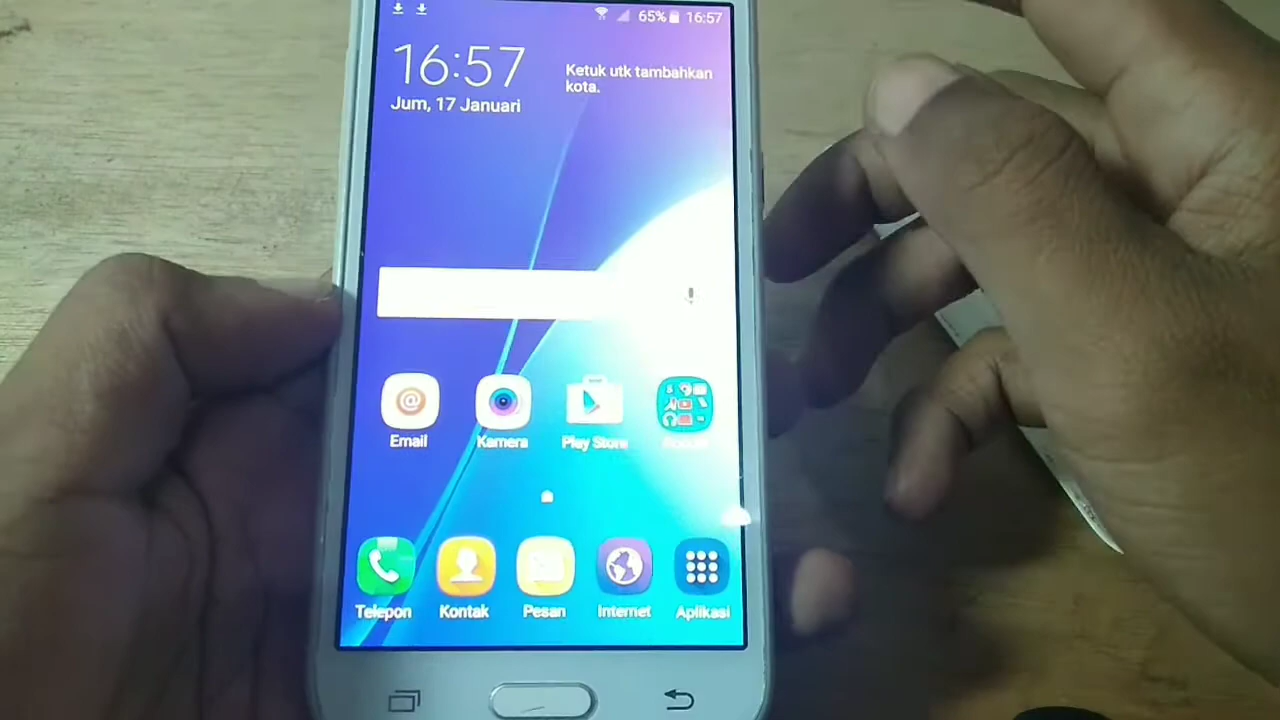 65% 16:57
16:57
Ketuk utk tambahkan
kota.
Jum, 17 Januari
Email
Kamera
Play Store
Telepon
Kontak
Pesan
Internet
Aplikasi